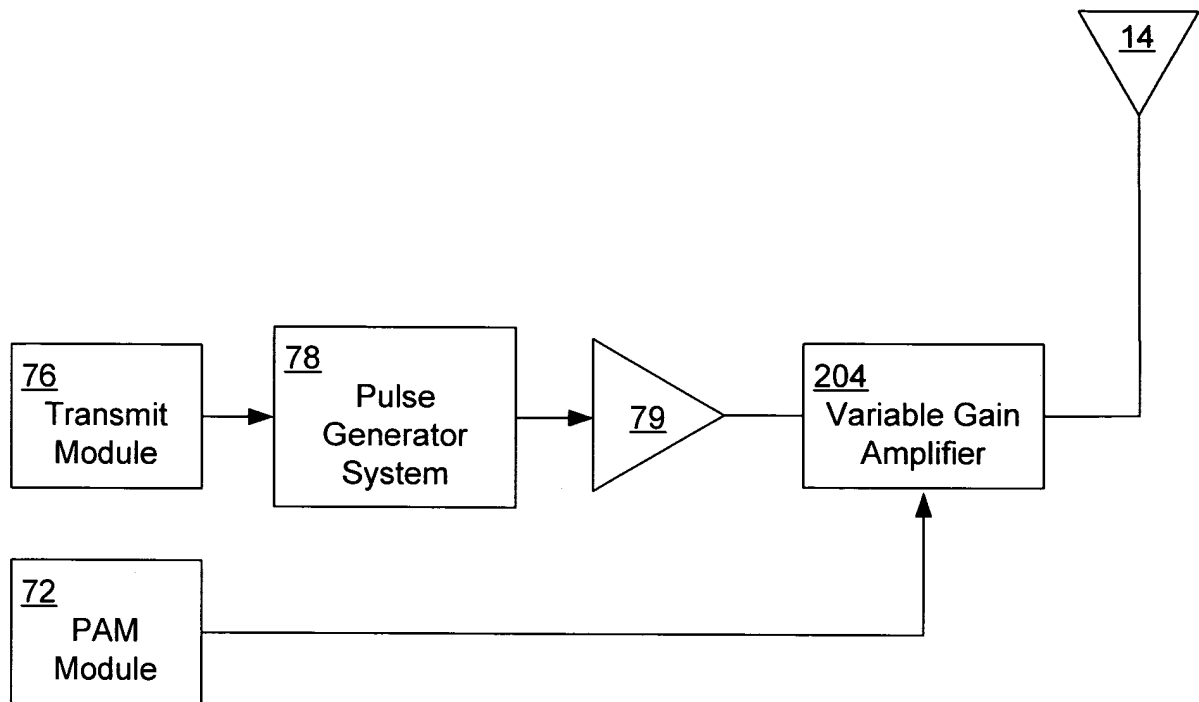 14
76
Transmit
Module
78
Pulse
Generator
System
79
204
Variable Gain
Amplifier
72
PAM
Module